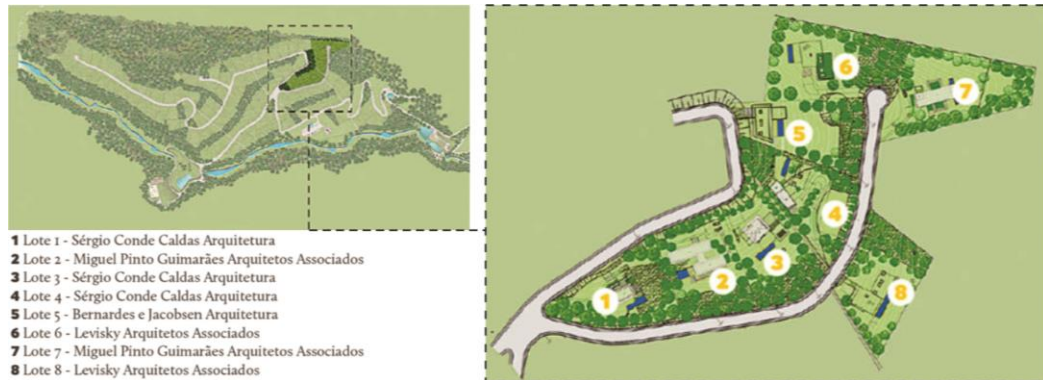 1 Lote 1 - Sérgio Conde Caldas Arquitetura
2 Lote 2 - Miguel Pinto Guimarães Arquitetos Associados
3 Lote 3 - Sérgio Conde Caldas Arquitetura
4 Lote 4 - Sérgio Conde Caldas Arquitetura
5 Lote 5 - Bernardes e Jacobsen Arquitetura
6 Lote 6 - Levisky Arquitetos Associados
7 Lote 7 - Miguel Pinto Guimarães Arquitetos Associados
8 Lote 8 - Levisky Arquitetos Associados
6
7
5
4
3
2
8
1